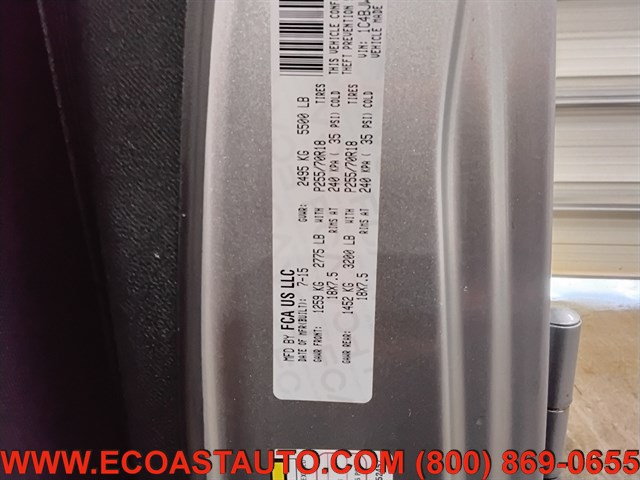 MFD BY FCA US LLC
DATE OF MFR(BUILT): 7-15 GVWR: 2495 KG 5500 LB
GAWR FRONT: 1259 KG 2775 LB WITH P255/70R18 TIRES
18X7.5 RIMS AT 240 KPA ( 35 PSI) COLD
GAWR REAR: 1452 KG 3200 LB WITH P255/70R18 TIRES
18X7.5 RIMS AT 240 KPA ( 35 PSI) COLD
THIS VEHICLE CONF
THEFT PREVENTION
VIN: 1C4BJW
VEHICLE MADE
WWW.ECOASTAUTO.COM (800) 869-0655